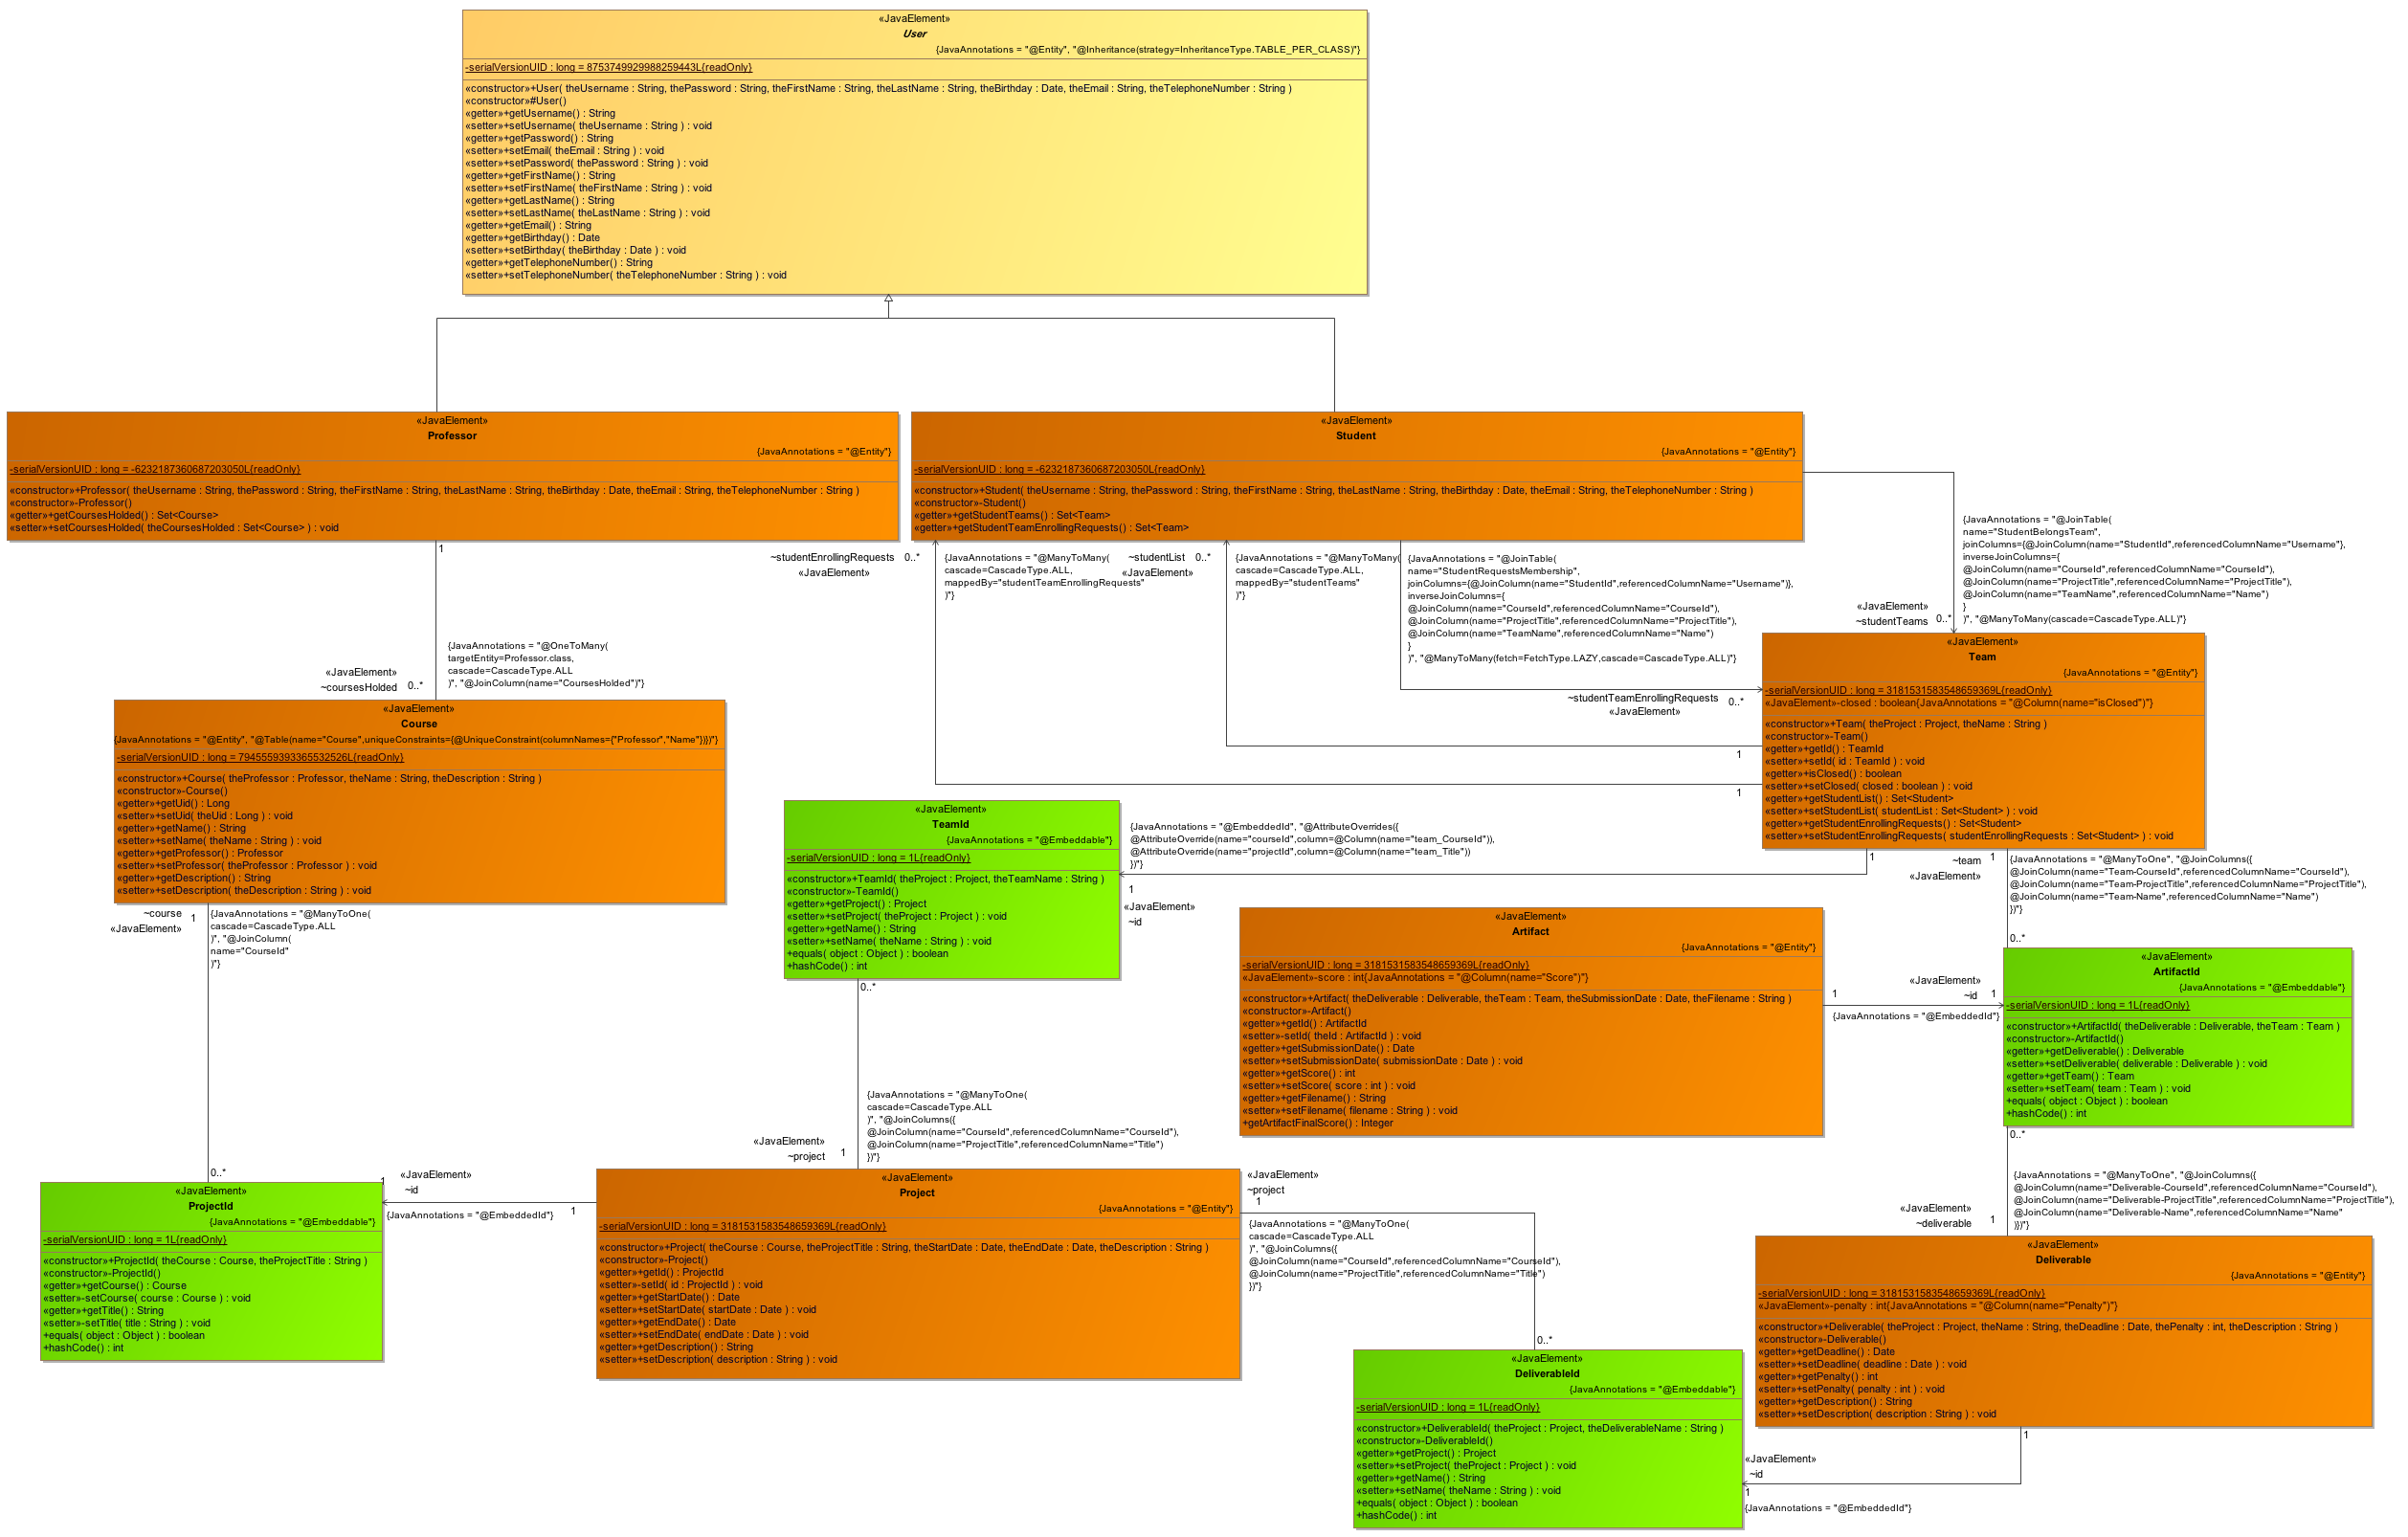 «JavaElement»
User
{JavaAnnotations = "@Entity", "@Inheritance(strategy=InheritanceType.TABLE_PER_CLASS)"}
-serialVersionUID : long = 8753749929988259443L{readOnly}
«constructor»+User( theUsername : String, thePassword : String, theFirstName : String, theLastName : String, theBirthday : Date, theEmail : String, theTelephoneNumber : String )
«constructor»#User()
«getter»+getUsername() : String
«setter»+setUsername( theUsername : String ) : void
«getter»+getPassword() : String
«setter»+setEmail( theEmail : String ) : void
«setter»+setPassword( thePassword : String ) : void
«getter»+getFirstName() : String
«setter»+setFirstName( theFirstName : String ) : void
«getter»+getLastName() : String
«setter»+setLastName( theLastName : String ) : void
«getter»+getEmail() : String
«getter»+getBirthday() : Date
«setter»+setBirthday( theBirthday : Date ) : void
«getter»+getTelephoneNumber() : String
«setter»+setTelephoneNumber( theTelephoneNumber : String ) : void
«JavaElement»
Professor
{JavaAnnotations = "@Entity"}
-serialVersionUID : long = -6232187360687203050L{readOnly}
«constructor»+Professor( theUsername : String, thePassword : String, theFirstName : String, theLastName : String, theBirthday : Date, theEmail : String, theTelephoneNumber : String )
«constructor»-Professor()
«getter»+getCoursesHolded() : Set<Course>
«setter»+setCoursesHolded( theCoursesHolded : Set<Course> ) : void
«JavaElement»
Student
{JavaAnnotations = "@Entity"}
-serialVersionUID : long = -6232187360687203050L{readOnly}
«constructor»+Student( theUsername : String, thePassword : String, theFirstName : String, theLastName : String, theBirthday : Date, theEmail : String, theTelephoneNumber : String )
«constructor»-Student()
«getter»+getStudentTeams() : Set<Team>
«getter»+getStudentTeamEnrollingRequests() : Set<Team>
1
~studentEnrollingRequests 0..*
«JavaElement»
{JavaAnnotations = "@ManyToMany(
cascade=CascadeType.ALL,
mappedBy="studentTeamEnrollingRequests"
)"}
~studentList 0..*
«JavaElement»
{JavaAnnotations = "@ManyToMany(
cascade=CascadeType.ALL,
mappedBy="studentTeams"
)"}
{JavaAnnotations = "@JoinTable(
name="StudentRequestsMembership",
joinColumns={@JoinColumn(name="StudentId",referencedColumnName="Username")},
inverseJoinColumns={
@JoinColumn(name="CourseId",referencedColumnName="CourseId"),
@JoinColumn(name="ProjectTitle",referencedColumnName="ProjectTitle"),
@JoinColumn(name="TeamName",referencedColumnName="Name")
}
)", "@ManyToMany(fetch=FetchType.LAZY,cascade=CascadeType.ALL)"}
~studentTeamEnrollingRequests 0..*
«JavaElement»
{JavaAnnotations = "@JoinTable(
name="StudentBelongsTeam",
joinColumns={@JoinColumn(name="StudentId",referencedColumnName="Username"},
inverseJoinColumns={
@JoinColumn(name="CourseId",referencedColumnName="CourseId"),
@JoinColumn(name="ProjectTitle",referencedColumnName="ProjectTitle"),
@JoinColumn(name="TeamName",referencedColumnName="Name")
}
)", "@ManyToMany(cascade=CascadeType.ALL)"}
«JavaElement»
~studentTeams 0..*
{JavaAnnotations = "@OneToMany(
targetEntity=Professor.class,
cascade=CascadeType.ALL
)", "@JoinColumn(name="CoursesHolded")"}
«JavaElement»
~coursesHolded 0..*
«JavaElement»
Team
{JavaAnnotations = "@Entity"}
-serialVersionUID : long = 3181531583548659369L{readOnly}
«JavaElement»-closed : boolean{JavaAnnotations = "@Column(name="isClosed")"}
«constructor»+Team( theProject : Project, theName : String )
«constructor»-Team()
«getter»+getId() : TeamId
«setter»+setId( id : TeamId ) : void
«getter»+isClosed() : boolean
«setter»+setClosed( closed : boolean ) : void
«getter»+getStudentList() : Set<Student>
«setter»+setStudentList( studentList : Set<Student> ) : void
«getter»+getStudentEnrollingRequests() : Set<Student>
«setter»+setStudentEnrollingRequests( studentEnrollingRequests : Set<Student> ) : void
1
1
«JavaElement»
Course
{JavaAnnotations = "@Entity", "@Table(name="Course",uniqueConstraints={@UniqueConstraint(columnNames={"Professor","Name"})})"}
-serialVersionUID : long = 7945559393365532526L{readOnly}
«constructor»+Course( theProfessor : Professor, theName : String, theDescription : String )
«constructor»-Course()
«getter»+getUid() : Long
«setter»+setUid( theUid : Long ) : void
«getter»+getName() : String
«setter»+setName( theName : String ) : void
«getter»+getProfessor() : Professor
«setter»+setProfessor( theProfessor : Professor ) : void
«getter»+getDescription() : String
«setter»+setDescription( theDescription : String ) : void
«JavaElement»
TeamId
{JavaAnnotations = "@Embeddable"}
-serialVersionUID : long = 1L{readOnly}
«constructor»+TeamId( theProject : Project, theTeamName : String )
«constructor»-TeamId()
«getter»+getProject() : Project
«setter»+setProject( theProject : Project ) : void
«getter»+getName() : String
«setter»+setName( theName : String ) : void
+equals( object : Object ) : boolean
+hashCode() : int
{JavaAnnotations = "@EmbeddedId", "@AttributeOverrides({
@AttributeOverride(name="courseId",column=@Column(name="team_CourseId")),
@AttributeOverride(name="projectId",column=@Column(name="team_Title"))
})"}
1
1
«JavaElement»
~id
~team 1
«JavaElement»
{JavaAnnotations = "@ManyToOne", "@JoinColumns({
@JoinColumn(name="Team-CourseId",referencedColumnName="CourseId"),
@JoinColumn(name="Team-ProjectTitle",referencedColumnName="ProjectTitle"),
@JoinColumn(name="Team-Name",referencedColumnName="Name")
})"}
0..*
~course 1
«JavaElement»
{JavaAnnotations = "@ManyToOne(
cascade=CascadeType.ALL
)", "@JoinColumn(
name="CourseId"
)"}
0..*
«JavaElement»
Artifact
{JavaAnnotations = "@Entity"}
-serialVersionUID : long = 3181531583548659369L{readOnly}
«JavaElement»-score : int{JavaAnnotations = "@Column(name="Score")"}
«constructor»+Artifact( theDeliverable : Deliverable, theTeam : Team, theSubmissionDate : Date, theFilename : String )
«constructor»-Artifact()
«getter»+getId() : ArtifactId
«setter»-setId( theId : ArtifactId ) : void
«getter»+getSubmissionDate() : Date
«setter»+setSubmissionDate( submissionDate : Date ) : void
«getter»+getScore() : int
«setter»+setScore( score : int ) : void
«getter»+getFilename() : String
«setter»+setFilename( filename : String ) : void
+getArtifactFinalScore() : Integer
«JavaElement»
1 ~id 1
{JavaAnnotations = "@EmbeddedId"}
«JavaElement»
ArtifactId
{JavaAnnotations = "@Embeddable"}
-serialVersionUID : long = 1L{readOnly}
«constructor»+ArtifactId( theDeliverable : Deliverable, theTeam : Team )
«constructor»-ArtifactId()
«getter»+getDeliverable() : Deliverable
«setter»+setDeliverable( deliverable : Deliverable ) : void
«getter»+getTeam() : Team
«setter»+setTeam( team : Team ) : void
+equals( object : Object ) : boolean
+hashCode() : int
0..*
{JavaAnnotations = "@ManyToOne(
cascade=CascadeType.ALL
)", "@JoinColumns({
@JoinColumn(name="CourseId",referencedColumnName="CourseId"),
@JoinColumn(name="ProjectTitle",referencedColumnName="Title")
})"}
«JavaElement»
~project 1
0..*
{JavaAnnotations = "@ManyToOne", "@JoinColumns({
@JoinColumn(name="Deliverable-CourseId",referencedColumnName="CourseId"),
@JoinColumn(name="Deliverable-ProjectTitle",referencedColumnName="ProjectTitle"),
@JoinColumn(name="Deliverable-Name",referencedColumnName="Name"
)})"}
«JavaElement»
~deliverable 1
«JavaElement»
ProjectId
{JavaAnnotations = "@Embeddable"}
-serialVersionUID : long = 1L{readOnly}
«constructor»+ProjectId( theCourse : Course, theProjectTitle : String )
«constructor»-ProjectId()
«getter»+getCourse() : Course
«setter»-setCourse( course : Course ) : void
«getter»+getTitle() : String
«setter»-setTitle( title : String ) : void
+equals( object : Object ) : boolean
+hashCode() : int
«JavaElement»
1 ~id
{JavaAnnotations = "@EmbeddedId"} 1
«JavaElement»
Project
{JavaAnnotations = "@Entity"}
-serialVersionUID : long = 3181531583548659369L{readOnly}
«constructor»+Project( theCourse : Course, theProjectTitle : String, theStartDate : Date, theEndDate : Date, theDescription : String )
«constructor»-Project()
«getter»+getId() : ProjectId
«setter»-setId( id : ProjectId ) : void
«getter»+getStartDate() : Date
«setter»+setStartDate( startDate : Date ) : void
«getter»+getEndDate() : Date
«setter»+setEndDate( endDate : Date ) : void
«getter»+getDescription() : String
«setter»+setDescription( description : String ) : void
«JavaElement»
~project
1
{JavaAnnotations = "@ManyToOne(
cascade=CascadeType.ALL
)", "@JoinColumns({
@JoinColumn(name="CourseId",referencedColumnName="CourseId"),
@JoinColumn(name="ProjectTitle",referencedColumnName="Title")
})"}
0..*
«JavaElement»
Deliverable
{JavaAnnotations = "@Entity"}
-serialVersionUID : long = 3181531583548659369L{readOnly}
«JavaElement»-penalty : int{JavaAnnotations = "@Column(name="Penalty")"}
«constructor»+Deliverable( theProject : Project, theName : String, theDeadline : Date, thePenalty : int, theDescription : String )
«constructor»-Deliverable()
«getter»+getDeadline() : Date
«setter»+setDeadline( deadline : Date ) : void
«getter»+getPenalty() : int
«setter»+setPenalty( penalty : int ) : void
«getter»+getDescription() : String
«setter»+setDescription( description : String ) : void
«JavaElement»
DeliverableId
{JavaAnnotations = "@Embeddable"}
-serialVersionUID : long = 1L{readOnly}
«constructor»+DeliverableId( theProject : Project, theDeliverableName : String )
«constructor»-DeliverableId()
«getter»+getProject() : Project
«setter»+setProject( theProject : Project ) : void
«getter»+getName() : String
«setter»+setName( theName : String ) : void
+equals( object : Object ) : boolean
+hashCode() : int
1
«JavaElement»
~id
1
{JavaAnnotations = "@EmbeddedId"}